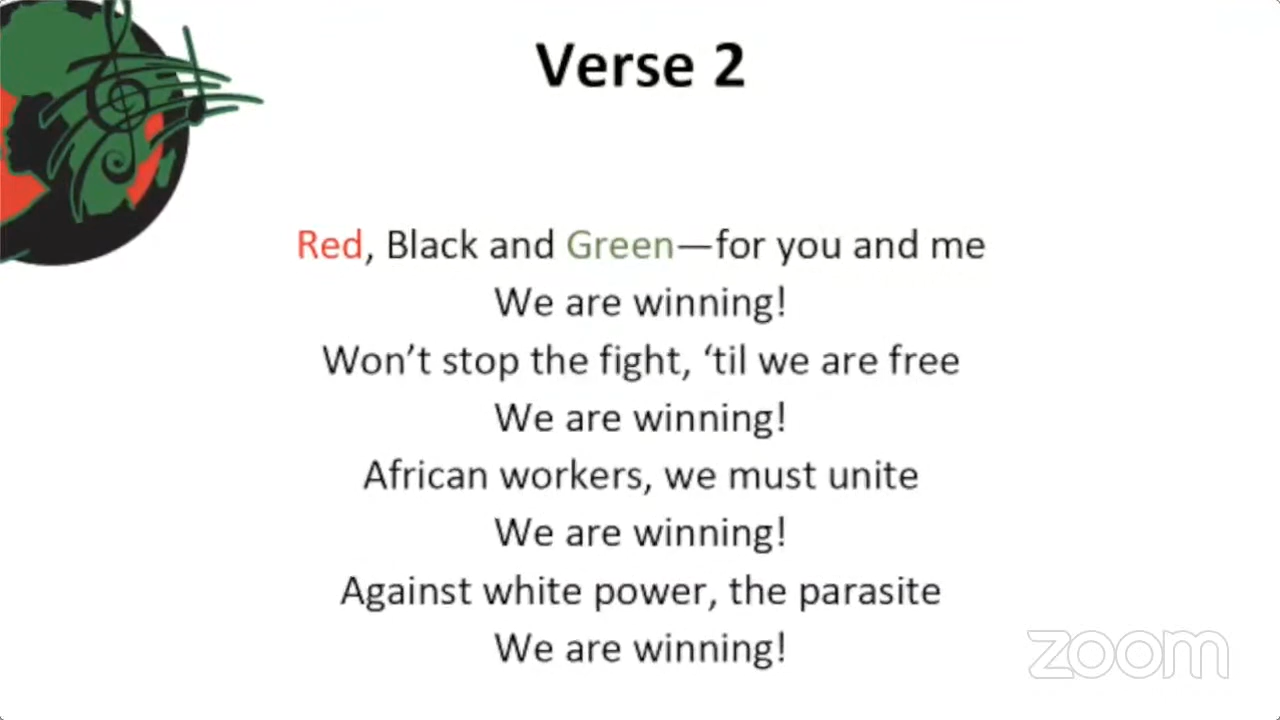 Verse 2
Red, Black and Green—for you and me
We are winning!
Won’t stop the fight, ‘til we are free
We are winning!
African workers, we must unite
We are winning!
Against white power, the parasite
We are winning!
zoom